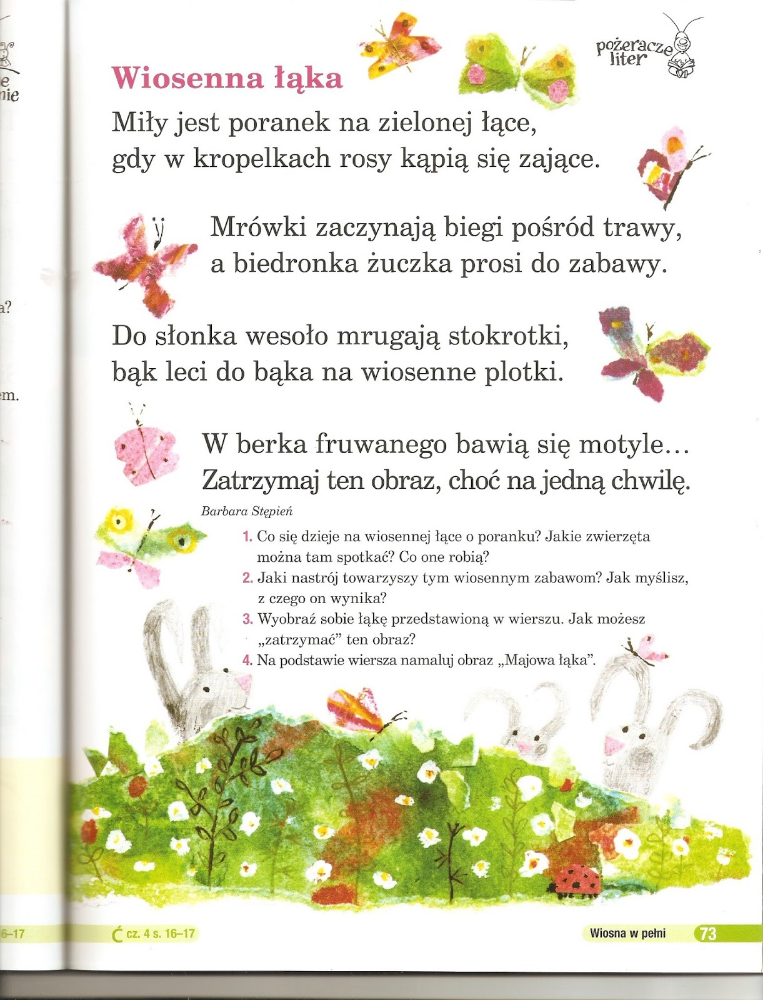 pożeracze
liter
Wiosenna łąka
Miły jest poranek na zielonej łące,
gdy w kropelkach rosy kąpią się zające.
Mrówki zaczynają biegi pośród trawy,
a biedronka żuczka prosi do zabawy.
Do słonka wesoło mrugają stokrotki,
bąk leci do bąka na wiosenne plotki.
W berka fruwanego bawią się motyle...
Zatrzymaj ten obraz, choć na jedną chwilę.
Barbara Stępień
1. Co się dzieje na wiosennej łące o poranku? Jakie zwierzęta
można tam spotkać? Co one robią?
2. Jaki nastrój towarzyszy tym wiosennym zabawom? Jak myślisz,
z czego on wynika?
3. Wyobraź sobie łąkę przedstawioną w wierszu. Jak możesz
„zatrzymać” ten obraz?
4. Na podstawie wiersza namaluj obraz „Majowa łąka”.
6–17
Ć cz. 4 s. 16–17
Wiosna w pełni 73